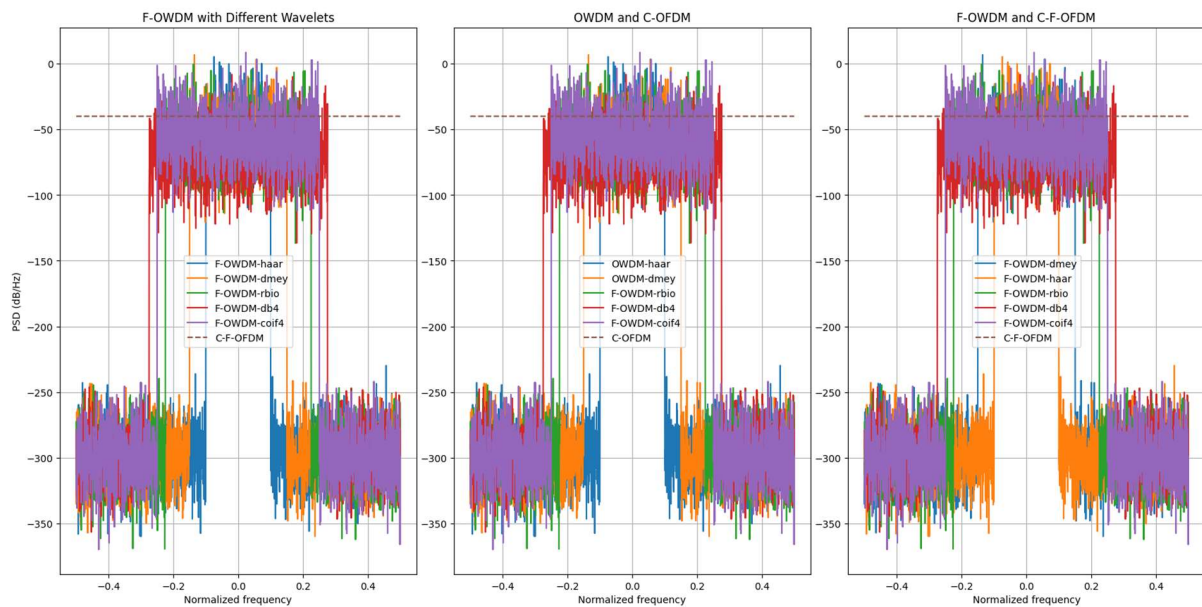 F-OWDM with Different Wavelets
OWDM and C-OFDM
F-OWDM and C-F-OFDM
PSD (dB/Hz)
0
−50
−100
−150
−200
−250
−300
−350
F-OWDM-haar
F-OWDM-dmey
F-OWDM-rbio
F-OWDM-db4
F-OWDM-coif4
C-F-OFDM
−0.4
−0.2
0.0
0.2
0.4
Normalized frequency
0
−50
−100
−150
−200
−250
−300
−350
OWDM-haar
OWDM-dmey
F-OWDM-rbio
F-OWDM-db4
F-OWDM-coif4
C-OFDM
−0.4
−0.2
0.0
0.2
0.4
Normalized frequency
0
−50
−100
−150
−200
−250
−300
−350
F-OWDM-dmey
F-OWDM-haar
F-OWDM-rbio
F-OWDM-db4
F-OWDM-coif4
C-F-OFDM
−0.4
−0.2
0.0
0.2
0.4
Normalized frequency